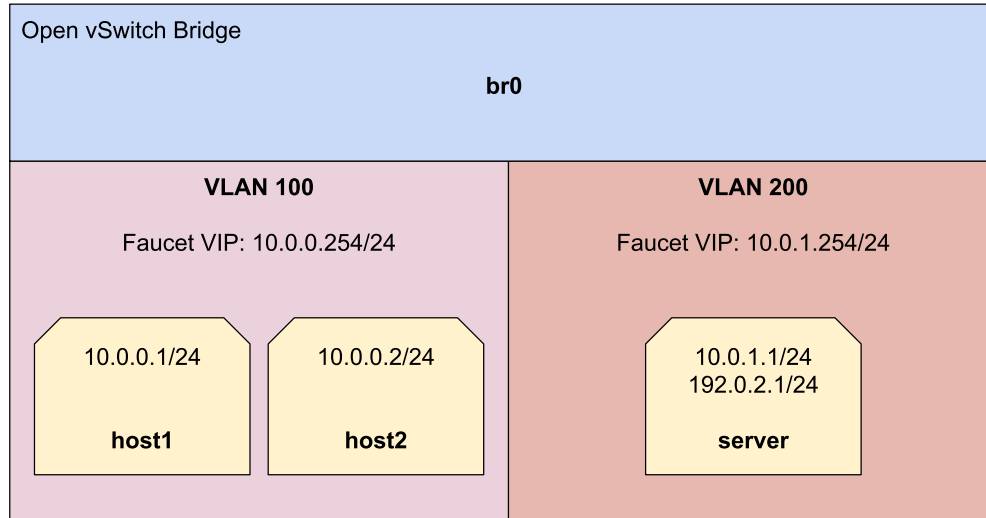 Open vSwitch Bridge
br0
VLAN 100
Faucet VIP: 10.0.0.254/24
10.0.0.1/24
host1
10.0.0.2/24
host2
VLAN 200
Faucet VIP: 10.0.1.254/24
10.0.1.1/24
192.0.2.1/24
server